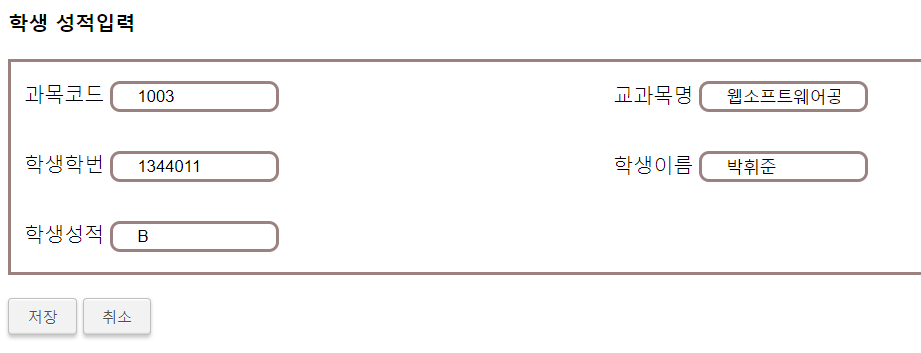 학생 성적입력
과목코드 1003 교과목명 웹소프트웨어공
학생학번 1344011 학생이름 박휘준
학생성적 B
저장 취소